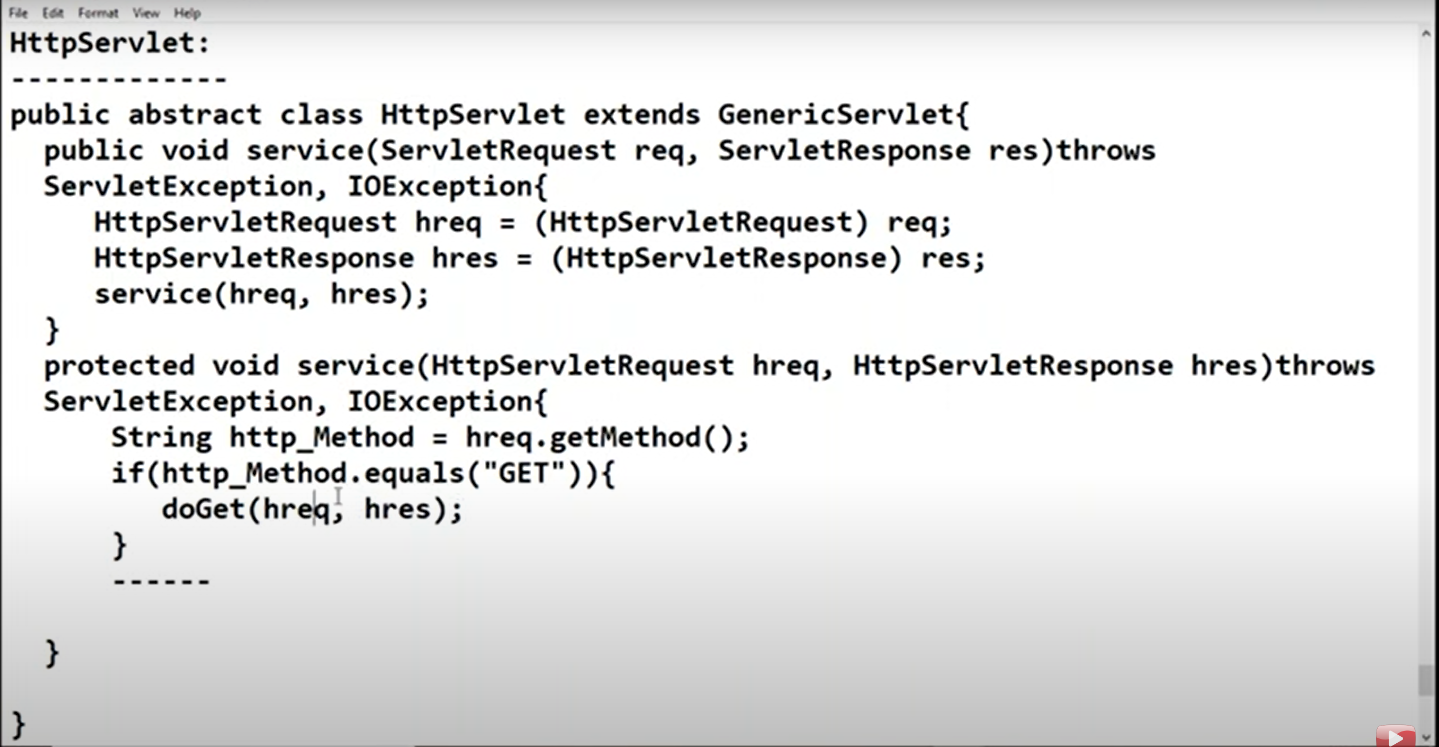 File Edit Format View Help
HttpServlet:
-------------
public abstract class HttpServlet extends GenericServlet{
public void service(ServletRequest req, ServletResponse res)throws
ServletException, IOException{
HttpServletRequest hreq = (HttpServletRequest) req;
HttpServletResponse hres = (HttpServletResponse) res;
service(hreq, hres);
}
protected void service(HttpServletRequest hreq, HttpServletResponse hres)throws
ServletException, IOException{
String http_Method = hreq.getMethod();
if(http_Method.equals("GET")){
doGet(hreq, hres);
}
------
}
}